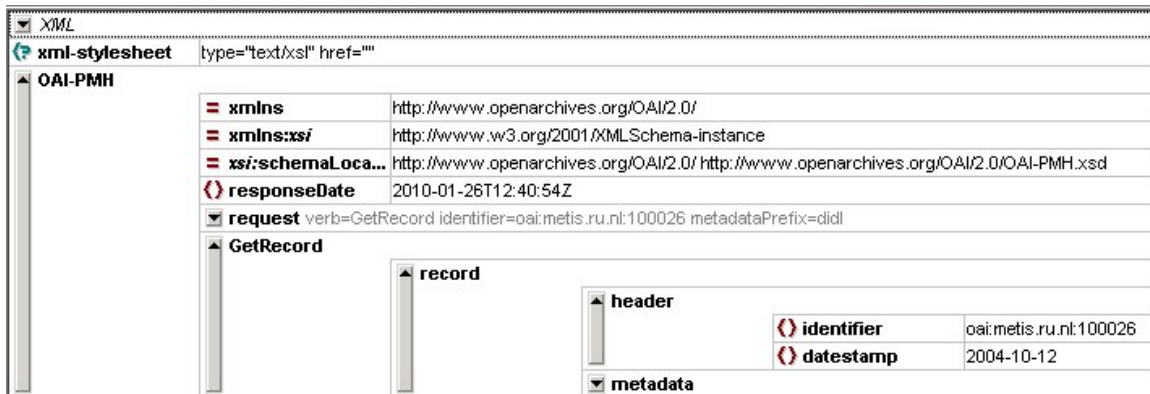 XML
xml-stylesheet type="text/xsl" href=""
OAI-PMH
= xmlns http://www.openarchives.org/OAI/2.0/
= xmlns:xsi http://www.w3.org/2001/XMLSchema-instance
= xsi:schemaLoca... http://www.openarchives.org/OAI/2.0/ http://www.openarchives.org/OAI/2.0/OAI-PMH.xsd
() responseDate 2010-01-26T12:40:54Z
request verb=GetRecord identifier=oai:metis.ru.nl:100026 metadataPrefix=didl
GetRecord
record
header
() identifier oai:metis.ru.nl:100026
() datestamp 2004-10-12
metadata